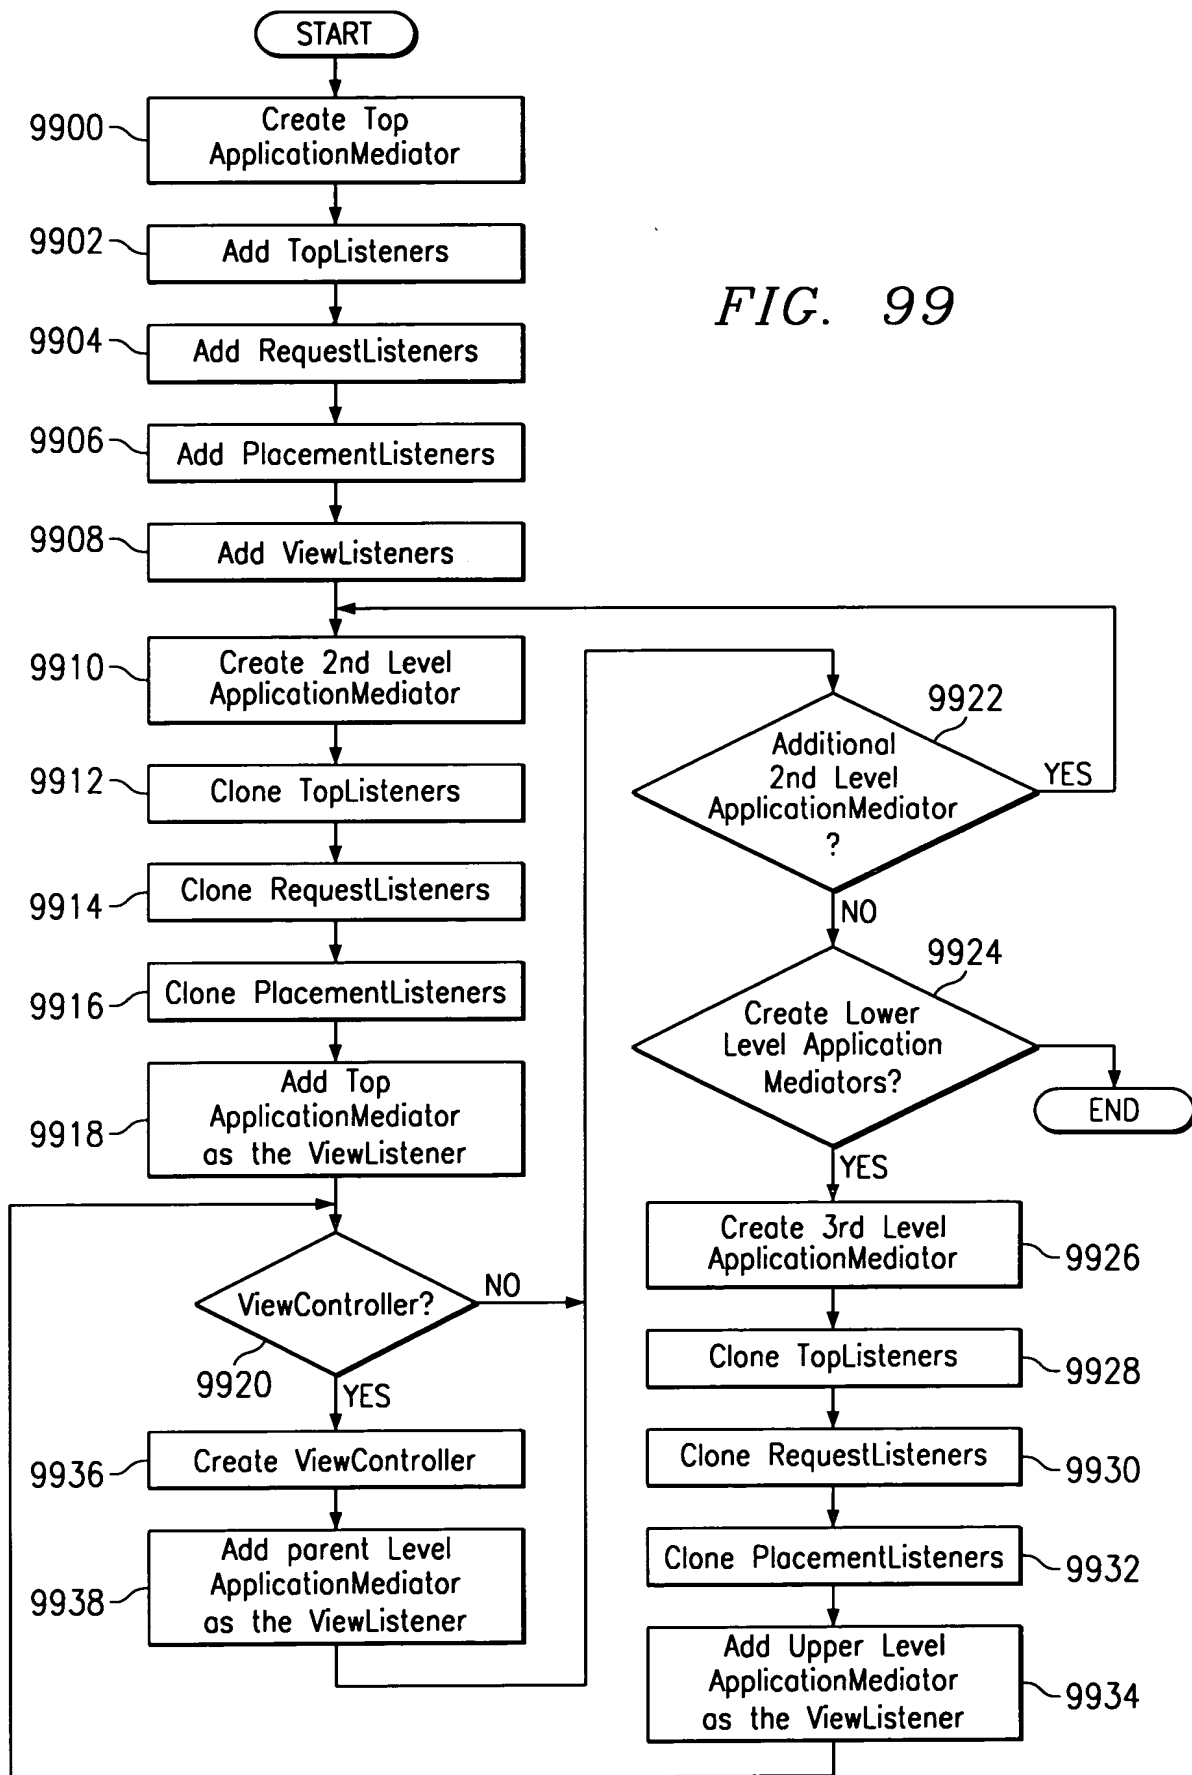 START
9900
Create Top
ApplicationMediator
9902
Add TopListeners
9904
Add RequestListeners
9906
Add PlacementListeners
9908
Add ViewListeners
9910
Create 2nd Level
ApplicationMediator
9912
Clone TopListeners
9914
Clone RequestListeners
9916
Clone PlacementListeners
9918
Add Top
ApplicationMediator
as the ViewListener
ViewController?
NO
9920
YES
9936
Create ViewController
9938
Add parent Level
ApplicationMediator
as the ViewListener
FIG. 99
9922
Additional
2nd Level
ApplicationMediator
?
YES
NO
9924
Create Lower
Level Application
Mediators?
END
YES
Create 3rd Level
ApplicationMediator
9926
Clone TopListeners
9928
Clone RequestListeners
9930
Clone PlacementListeners
9932
Add Upper Level
ApplicationMediator
as the ViewListener
9934